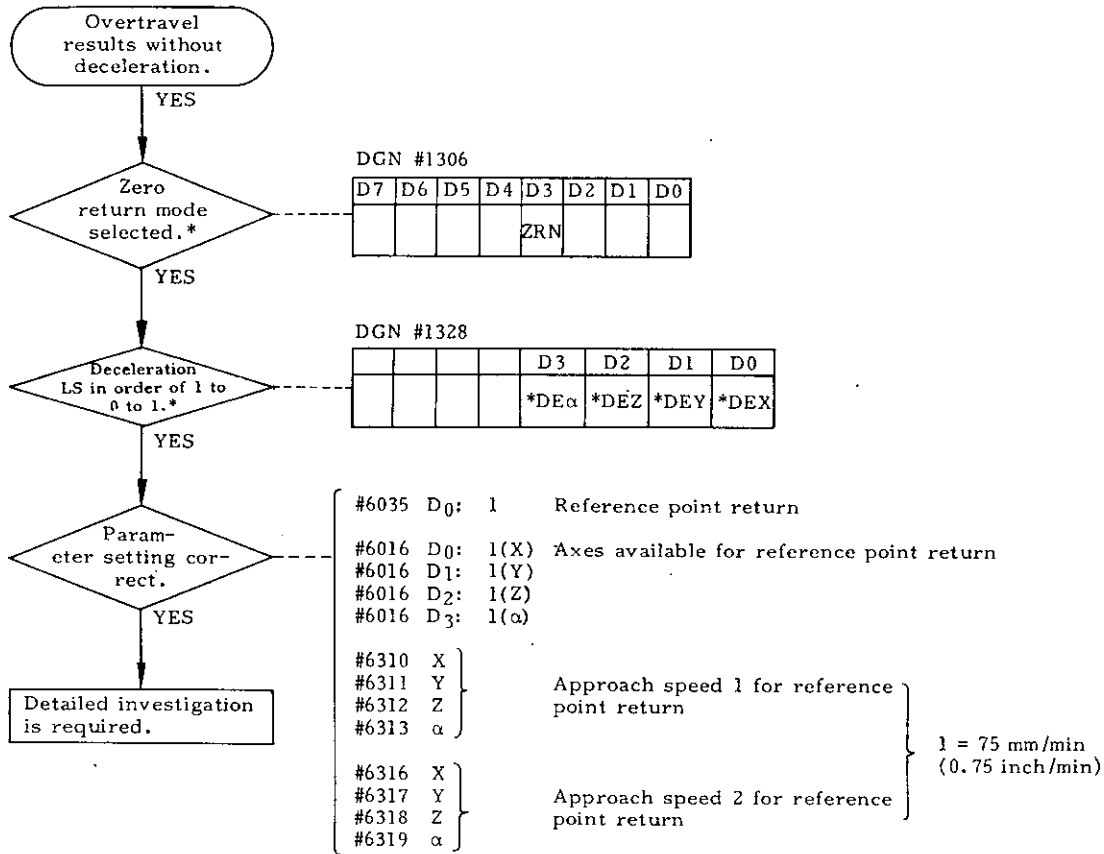 Overtravel
results without
deceleration.
YES
Zero
return mode
selected.*
DGN #1306
D7 D6 D5 D4 D3 D2 D1 D0
ZRN
YES
Deceleration
LS in order of 1 to
0 to 1.*
DGN #1328
D3 D2 D1 D0
*DEα *DEZ *DEY *DEX
YES
Param-
eter setting cor-
rect.
#6035 D0: 1 Reference point return
#6016 D0: 1(X) Axes available for reference point return
#6016 D1: 1(Y)
#6016 D2: 1(Z)
#6016 D3: 1(α)
YES
Detailed investigation
is required.
#6310 X
#6311 Y
#6312 Z
#6313 α
Approach speed 1 for reference
point return
#6316 X
#6317 Y
#6318 Z
#6319 α
Approach speed 2 for reference
point return
1 = 75 mm/min
(0.75 inch/min)